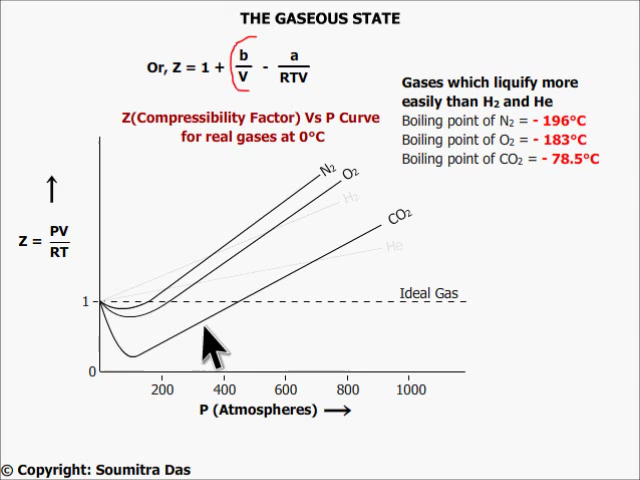 THE GASEOUS STATE
Or, Z = 1 + b/V - a/RTV
Gases which liquify more
easily than H₂ and He
Boiling point of N₂ = - 196°C
Boiling point of O₂ = - 183°C
Boiling point of CO₂ = - 78.5°C
Z(Compressibility Factor) Vs P Curve
for real gases at 0°C
N₂
O₂
H₂
CO₂
He
Z = PV/RT
Ideal Gas
1
0
200 400 600 800 1000
P (Atmospheres)
© Copyright: Soumitra Das